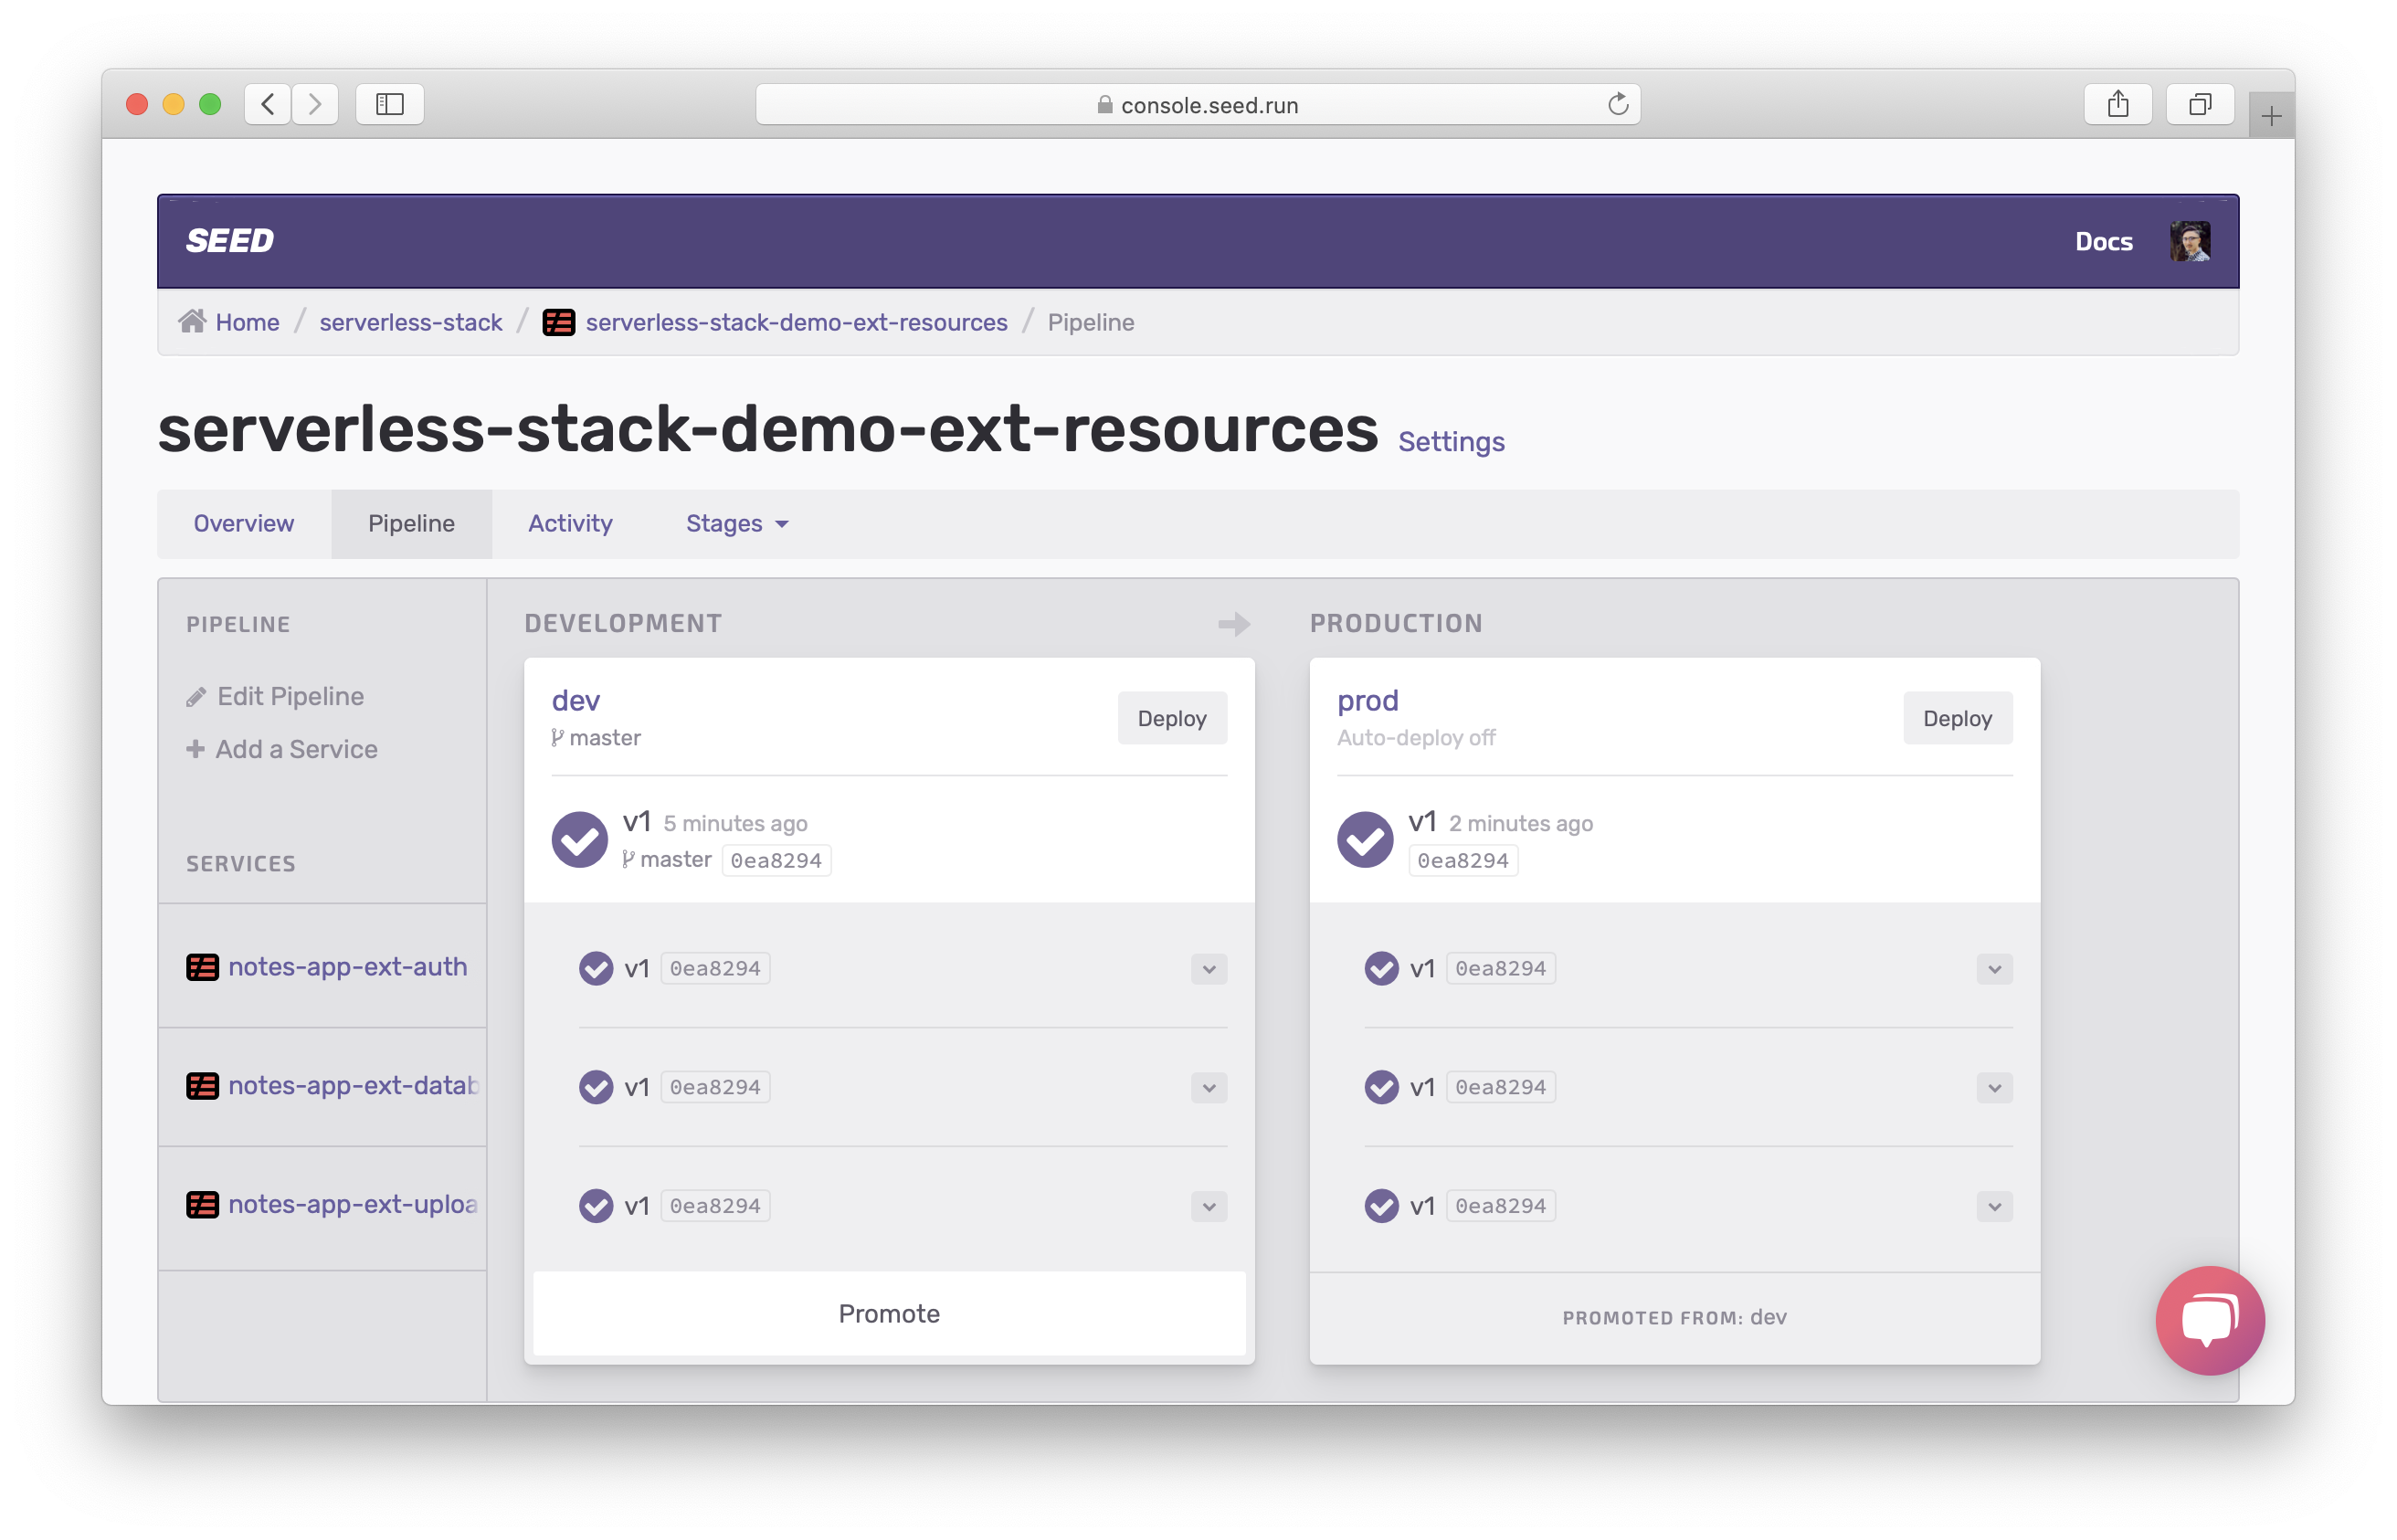 console.seed.run
SEED
Docs
Home / serverless-stack / serverless-stack-demo-ext-resources / Pipeline
serverless-stack-demo-ext-resources Settings
Overview Pipeline Activity Stages
PIPELINE
Edit Pipeline
Add a Service
SERVICES
notes-app-ext-auth
notes-app-ext-datab
notes-app-ext-uploa
DEVELOPMENT
dev
master
Deploy
v1 5 minutes ago
master 0ea8294
v1 0ea8294
v1 0ea8294
v1 0ea8294
Promote
PRODUCTION
prod
Auto-deploy off
Deploy
v1 2 minutes ago
0ea8294
v1 0ea8294
v1 0ea8294
v1 0ea8294
PROMOTED FROM: dev